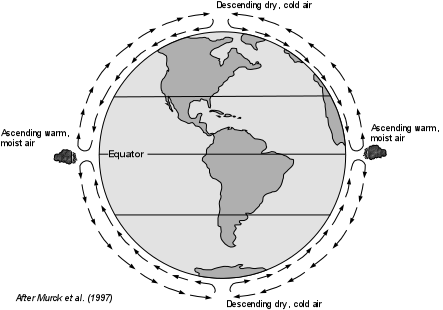 Descending dry, cold air
Ascending warm,
moist air
Ascending warm,
moist air
Equator
Descending dry, cold air
After Murck et al. (1997)